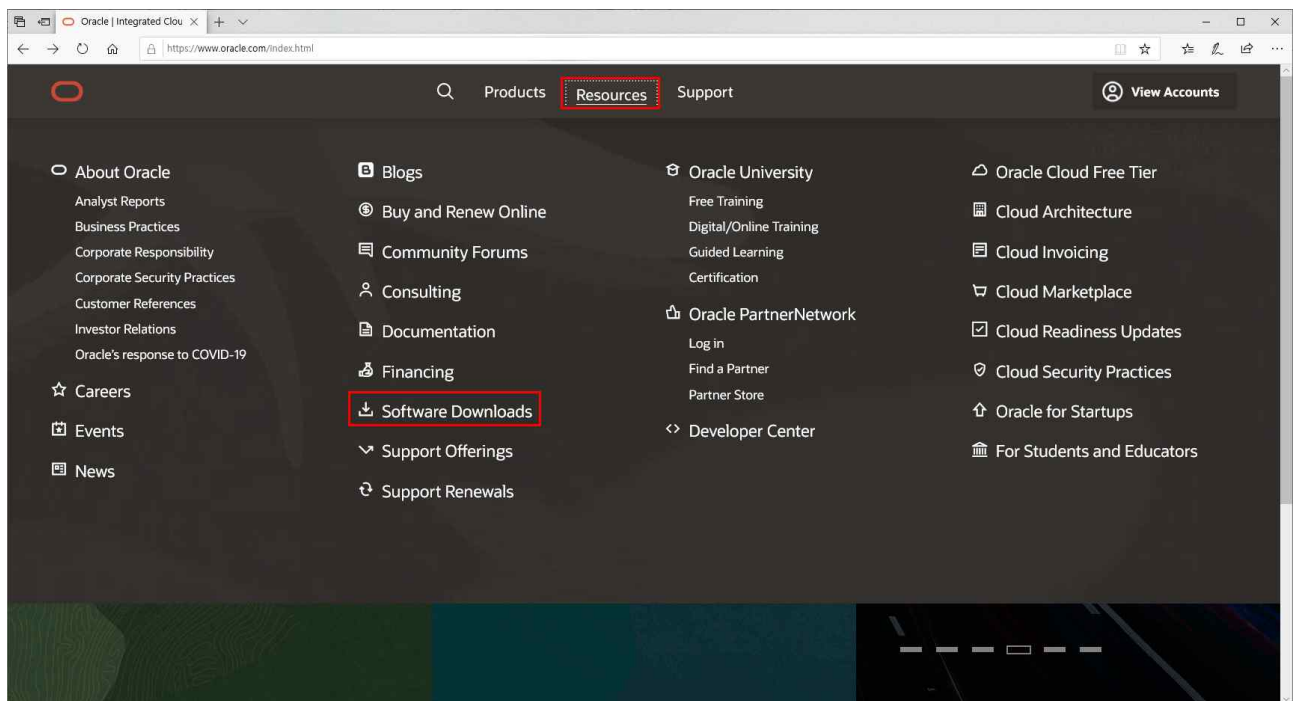 Oracle | Integrated Clou
https://www.oracle.com/index.html
Products
Resources
Support
View Accounts
About Oracle
Analyst Reports
Business Practices
Corporate Responsibility
Corporate Security Practices
Customer References
Investor Relations
Oracle's response to COVID-19
Careers
Events
News
Blogs
Buy and Renew Online
Community Forums
Consulting
Documentation
Financing
Software Downloads
Support Offerings
Support Renewals
Oracle University
Free Training
Digital/Online Training
Guided Learning
Certification
Oracle PartnerNetwork
Log in
Find a Partner
Partner Store
Developer Center
Oracle Cloud Free Tier
Cloud Architecture
Cloud Invoicing
Cloud Marketplace
Cloud Readiness Updates
Cloud Security Practices
Oracle for Startups
For Students and Educators